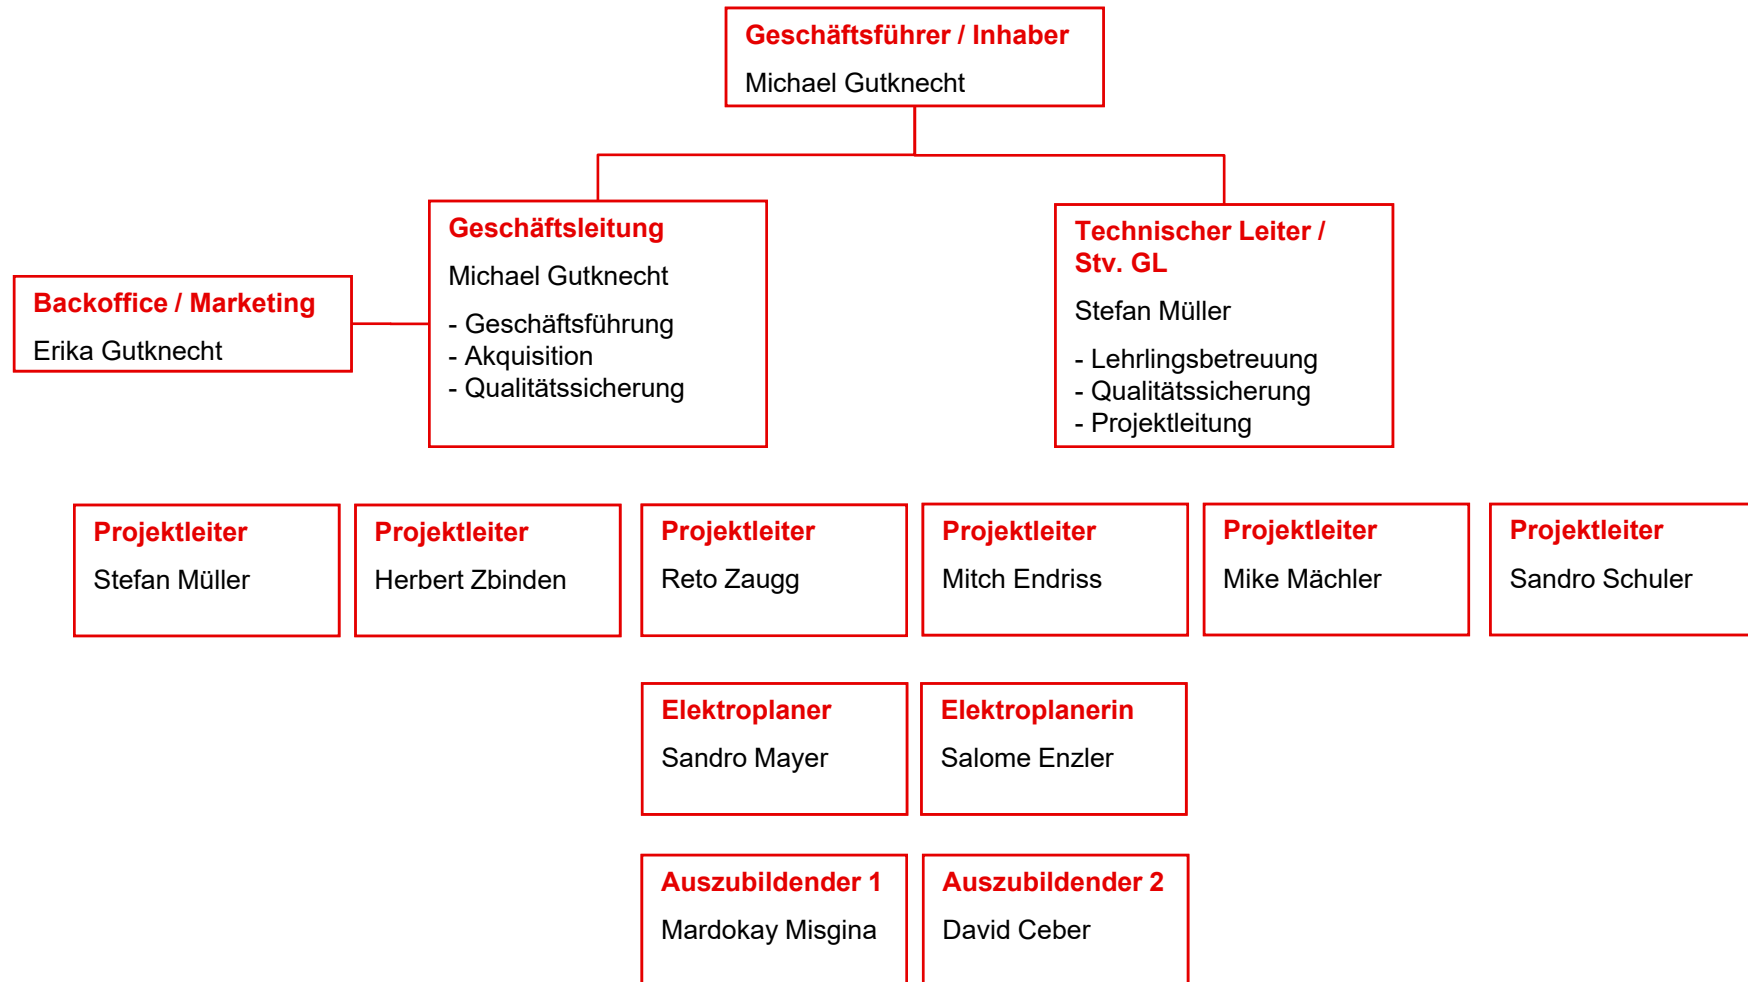 Geschäftsführer / Inhaber
Michael Gutknecht
Geschäftsleitung
Michael Gutknecht
- Geschäftsführung
- Akquisition
- Qualitätssicherung
Technischer Leiter /
Stv. GL
Stefan Müller
- Lehrlingsbetreuung
- Qualitätssicherung
- Projektleitung
Backoffice / Marketing
Erika Gutknecht
Projektleiter
Stefan Müller
Projektleiter
Herbert Zbinden
Projektleiter
Reto Zaugg
Projektleiter
Mitch Endriss
Projektleiter
Mike Mächler
Projektleiter
Sandro Schuler
Elektroplaner
Sandro Mayer
Elektroplanerin
Salome Enzler
Auszubildender 1
Mardokay Misgina
Auszubildender 2
David Ceber